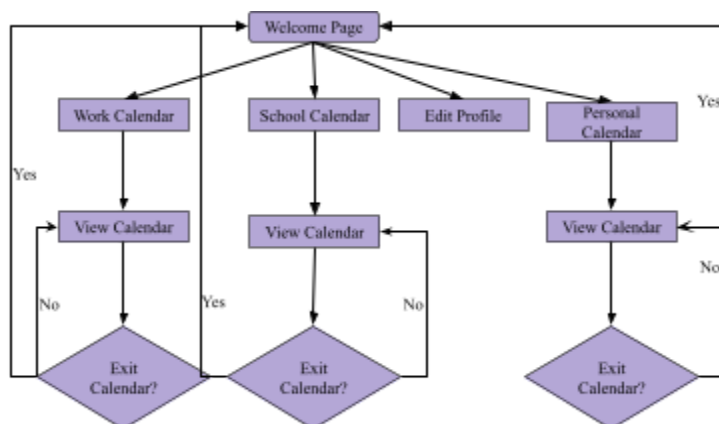 Welcome Page
Work Calendar
School Calendar
Edit Profile
Personal
Calendar
Yes
Yes
View Calendar
View Calendar
View Calendar
No
Yes
No
No
Exit
Calendar?
Exit
Calendar?
Exit
Calendar?